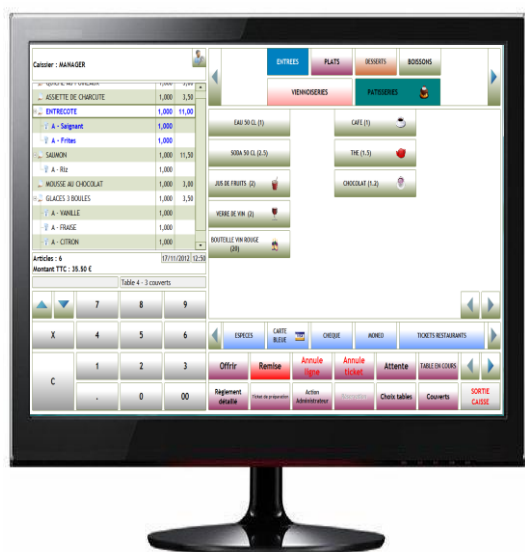 Caissier : MANAGER
ASSIETTE DE CHARCUTE 1,000 3,50
ENTRECOTE 1,000 11,00
A - Saignant 1,000
A - Frites 1,000
SAUMON 1,000 11,50
A - Riz 1,000
MOUSSE AU CHOCOLAT 1,000 3,00
GLACES 3 BOULES 1,000 3,50
A - VANILLE 1,000
A - FRAISE 1,000
A - CITRON 1,000
Articles : 6 17/11/2012 12:50
Montant TTC : 35.50 €
Table 4 - 3 couverts
7 8 9
X 4 5 6
C 1 2 3
. 0 00
ENTREES PLATS DESSERTS BOISSONS
VIENNOISERIES PATISSERIES
EAU 50 CL (1) CAFE (1)
SODA 50 CL (2.5) THE (1.5)
JUS DE FRUITS (2) CHOCOLAT (1.2)
VERRE DE VIN (2)
BOUTEILLE VIN ROUGE
(20)
ESPECES CARTE BLEUE CHEQUE MONEO TICKETS RESTAURANTS
Offrir Remise Annule ligne Annule ticket Attente TABLE EN COURS
Règlement détaillé Ticket de préparation Action Administrateur Choix tables Couverts SORTIE CAISSE